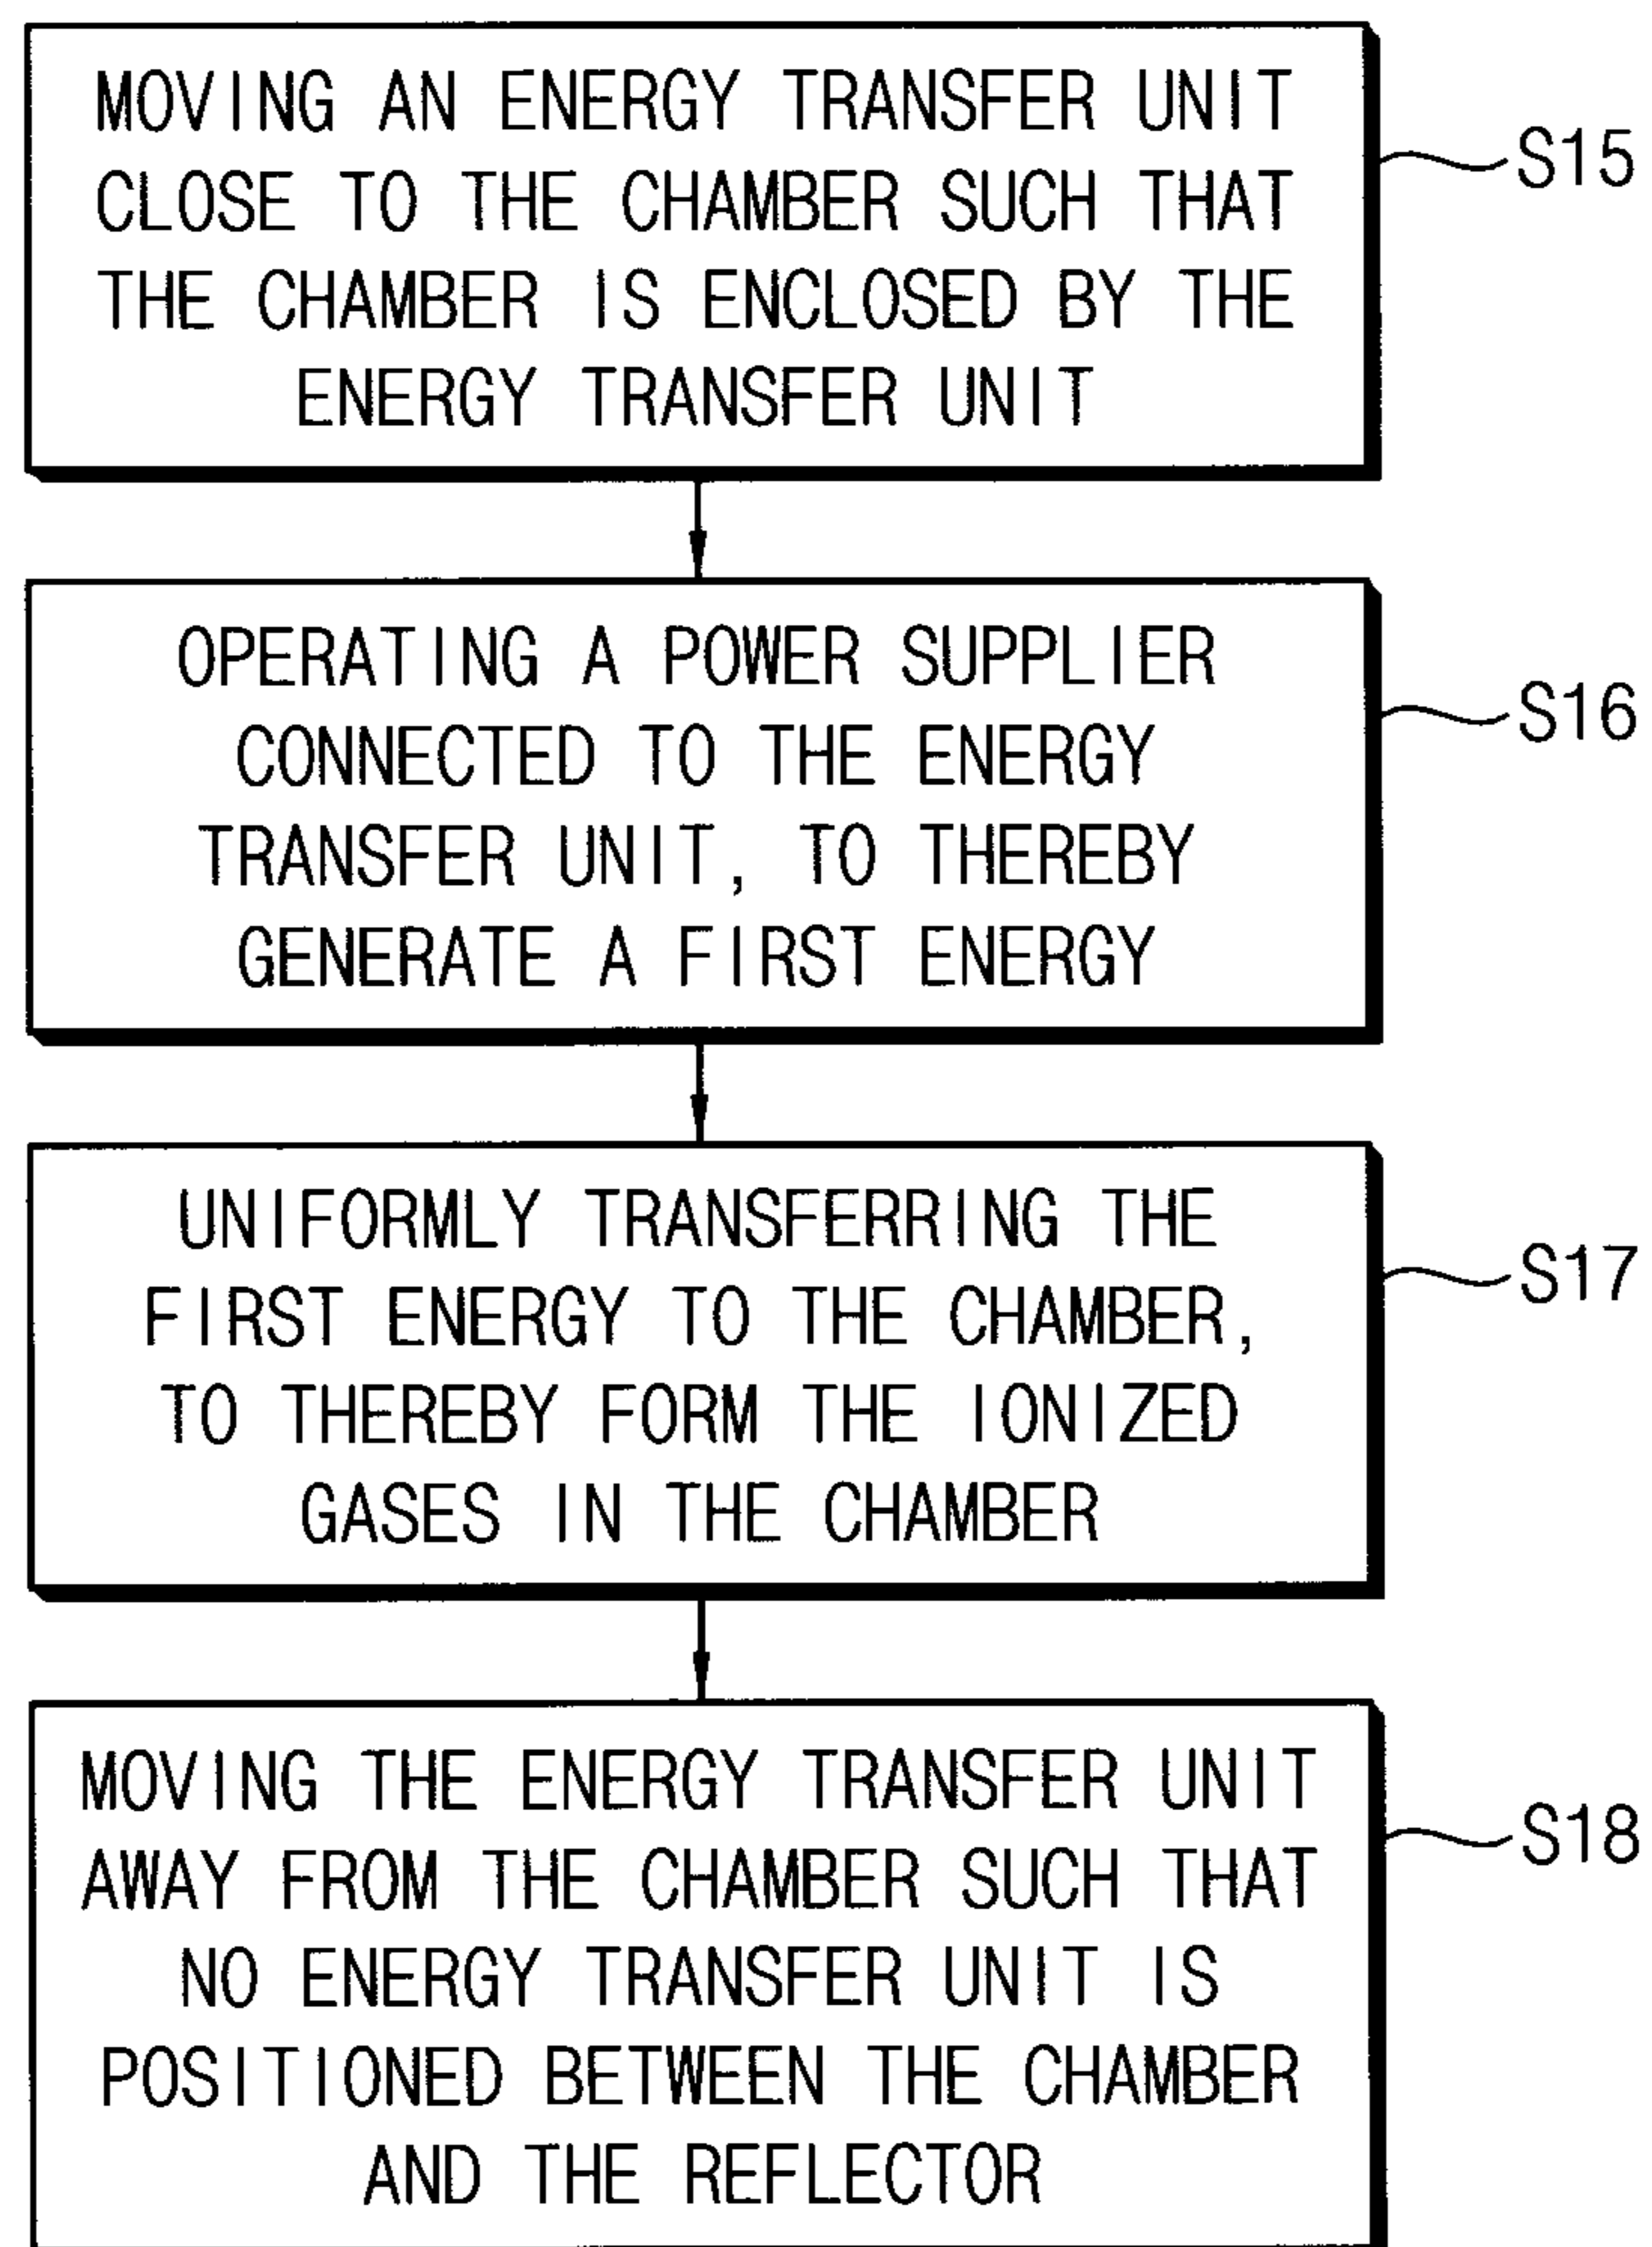 MOVING AN ENERGY TRANSFER UNIT
CLOSE TO THE CHAMBER SUCH THAT
THE CHAMBER IS ENCLOSED BY THE
ENERGY TRANSFER UNIT
S15
OPERATING A POWER SUPPLIER
CONNECTED TO THE ENERGY
TRANSFER UNIT, TO THEREBY
GENERATE A FIRST ENERGY
S16
UNIFORMLY TRANSFERRING THE
FIRST ENERGY TO THE CHAMBER,
TO THEREBY FORM THE IONIZED
GASES IN THE CHAMBER
S17
MOVING THE ENERGY TRANSFER UNIT
AWAY FROM THE CHAMBER SUCH THAT
NO ENERGY TRANSFER UNIT IS
POSITIONED BETWEEN THE CHAMBER
AND THE REFLECTOR
S18